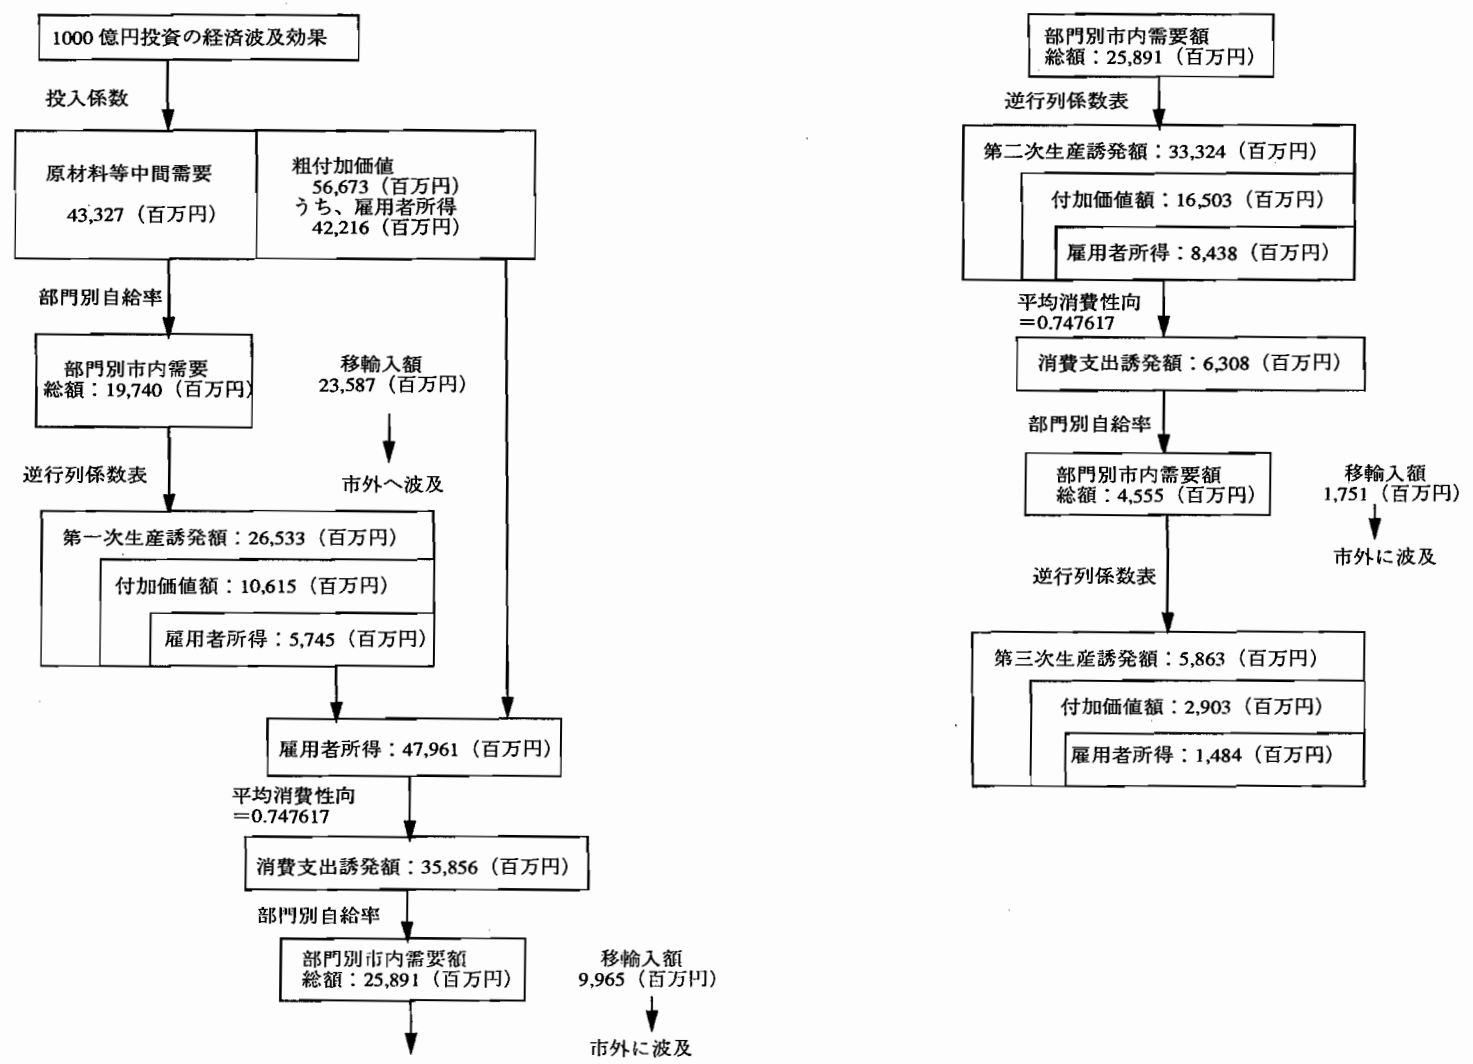 1000億円投資の経済波及効果
投入係数
原材料等中間需要
43,327(百万円)
粗付加価値
56,673(百万円)
うち、雇用者所得
42,216(百万円)
部門別自給率
部門別市内需要
総額:19,740(百万円)
移輸入額
23,587(百万円)
市外へ波及
逆行列係数表
第一次生産誘発額:26,533(百万円)
付加価値額:10,615(百万円)
雇用者所得:5,745(百万円)
雇用者所得:47,961(百万円)
平均消費性向
=0.747617
消費支出誘発額:35,856(百万円)
部門別自給率
部門別市内需要額
総額:25,891(百万円)
移輸入額
9,965(百万円)
市外に波及
部門別市内需要額
総額:25,891(百万円)
逆行列係数表
第二次生産誘発額:33,324(百万円)
付加価値額:16,503(百万円)
雇用者所得:8,438(百万円)
平均消費性向
=0.747617
消費支出誘発額:6,308(百万円)
部門別自給率
部門別市内需要額
総額:4,555(百万円)
移輸入額
1,751(百万円)
市外に波及
逆行列係数表
第三次生産誘発額:5,863(百万円)
付加価値額:2,903(百万円)
雇用者所得:1,484(百万円)